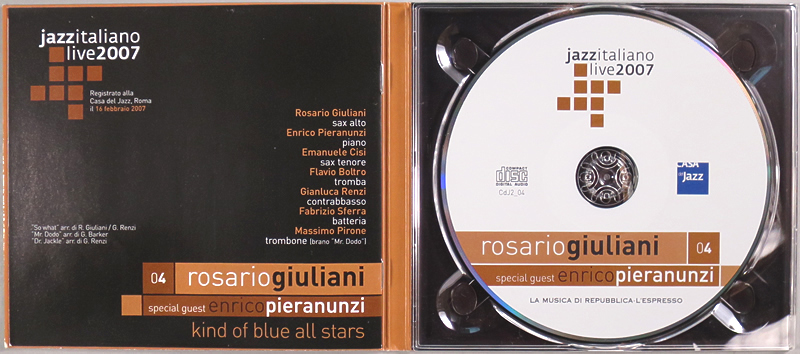 jazzitaliano
live2007
Registrato alla
Casa del Jazz, Roma
il 16 febbraio 2007
Rosario Giuliani
sax alto
Enrico Pieranunzi
piano
Emanuele Cisi
sax tenore
Flavio Boltro
tromba
Gianluca Renzi
contrabbasso
Fabrizio Sferra
batteria
Massimo Pirone
trombone (brano "Mr. Dodo")
"So what" arr. di R. Giuliani / G. Renzi
"Mr. Dodo" arr. di G. Barker
"Dr. Jackle" arr. di G. Renzi
04 rosariogiuliani
special guest enricopieranunzi
kind of blue all stars
jazzitaliano
live2007
COMPACT
disc
DIGITAL AUDIO
CdJ2_04
CASA
del
Jazz
rosariogiuliani 04
special guest enricopieranunzi
LA MUSICA DI REPUBBLICA-L'ESPRESSO